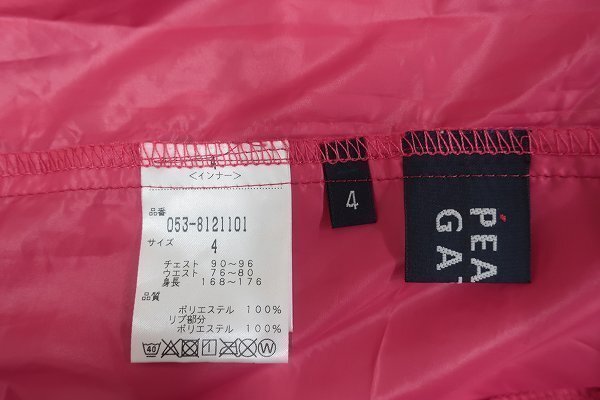 <インナー>
品番
053-8121101
サイズ 4
チェスト 90~96
ウエスト 76~80
身長 168~176
品質
ポリエステル 100%
リブ部分
ポリエステル 100%
40
4
PEA
GA